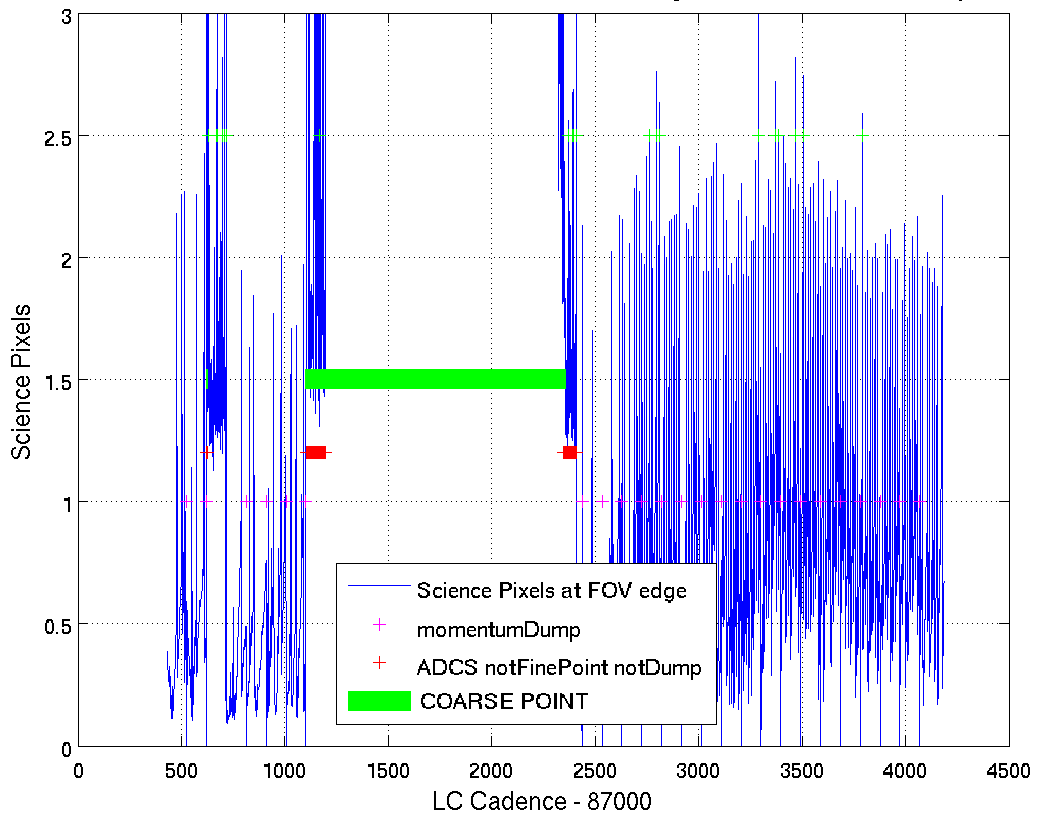 3
2.5
2
1.5
1
0.5
0
Science Pixels
Science Pixels at FOV edge
momentumDump
ADCS notFinePoint notDump
COARSE POINT
0 500 1000 1500 2000 2500 3000 3500 4000 4500
LC Cadence - 87000